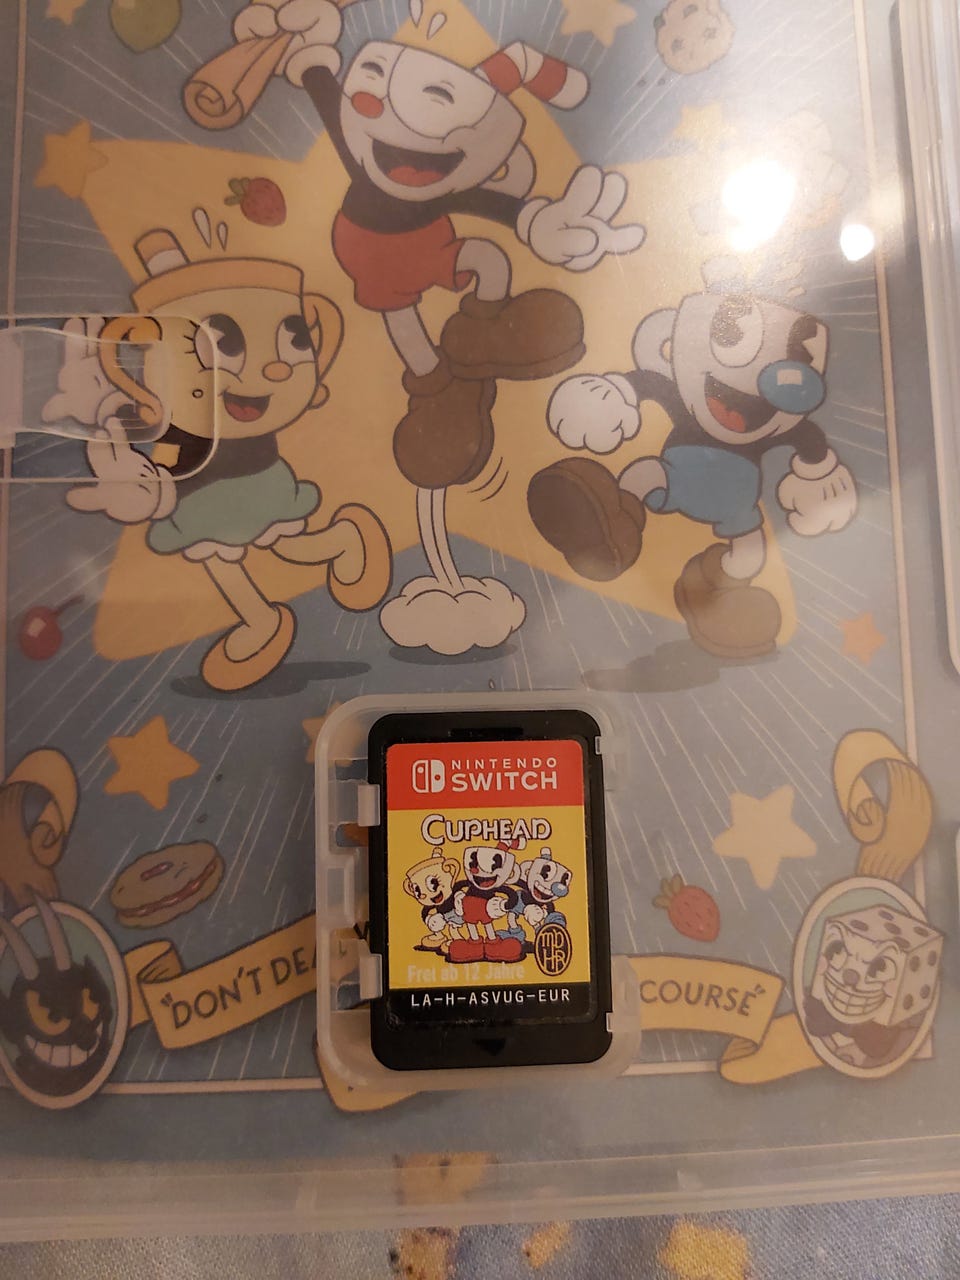 NINTENDO
SWITCH
CUPHEAD
MDHR
Frei ab 12 Jahre
LA-H-ASVUG-EUR
"DON'T DEA
COURSE"